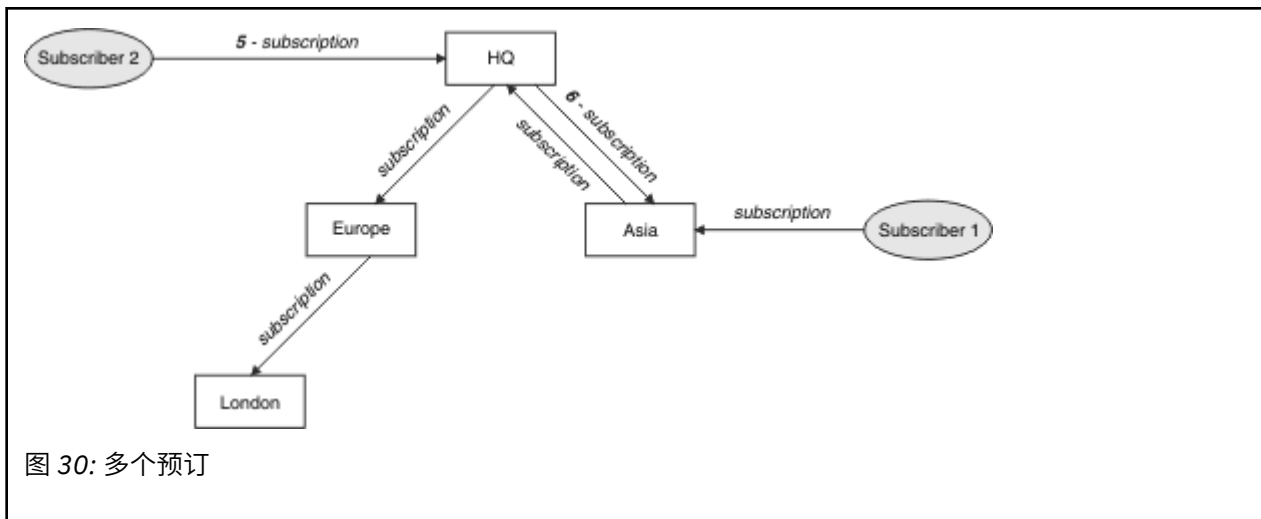 5 - subscription
Subscriber 2
HQ
6 - subscription
subscription
subscription
subscription
Europe
Asia
Subscriber 1
subscription
London
图 30: 多个预订